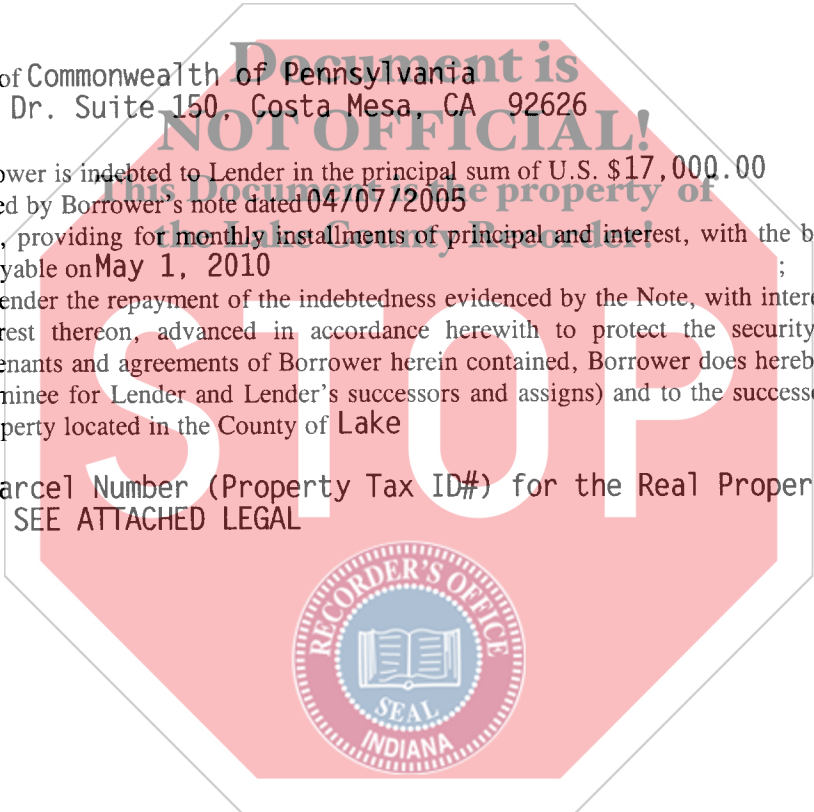 Document is
of Commonwealth of Pennsylvania
Dr. Suite 150, Costa Mesa, CA 92626
NOT OFFICIAL!
ower is indebted to Lender in the principal sum of U.S. $17,000.00
This Document is the property of
ed by Borrower's note dated 04/07/2005
the Lake County Recorder!
, providing for monthly installments of principal and interest, with the b
yable on May 1, 2010 ;
ender the repayment of the indebtedness evidenced by the Note, with intere
rest thereon, advanced in accordance herewith to protect the security
enants and agreements of Borrower herein contained, Borrower does hereb
ninee for Lender and Lender's successors and assigns) and to the success
perty located in the County of Lake
STOP
arcel Number (Property Tax ID#) for the Real Proper
SEE ATTACHED LEGAL
RECORDER'S OFFICE
SEAL
INDIANA